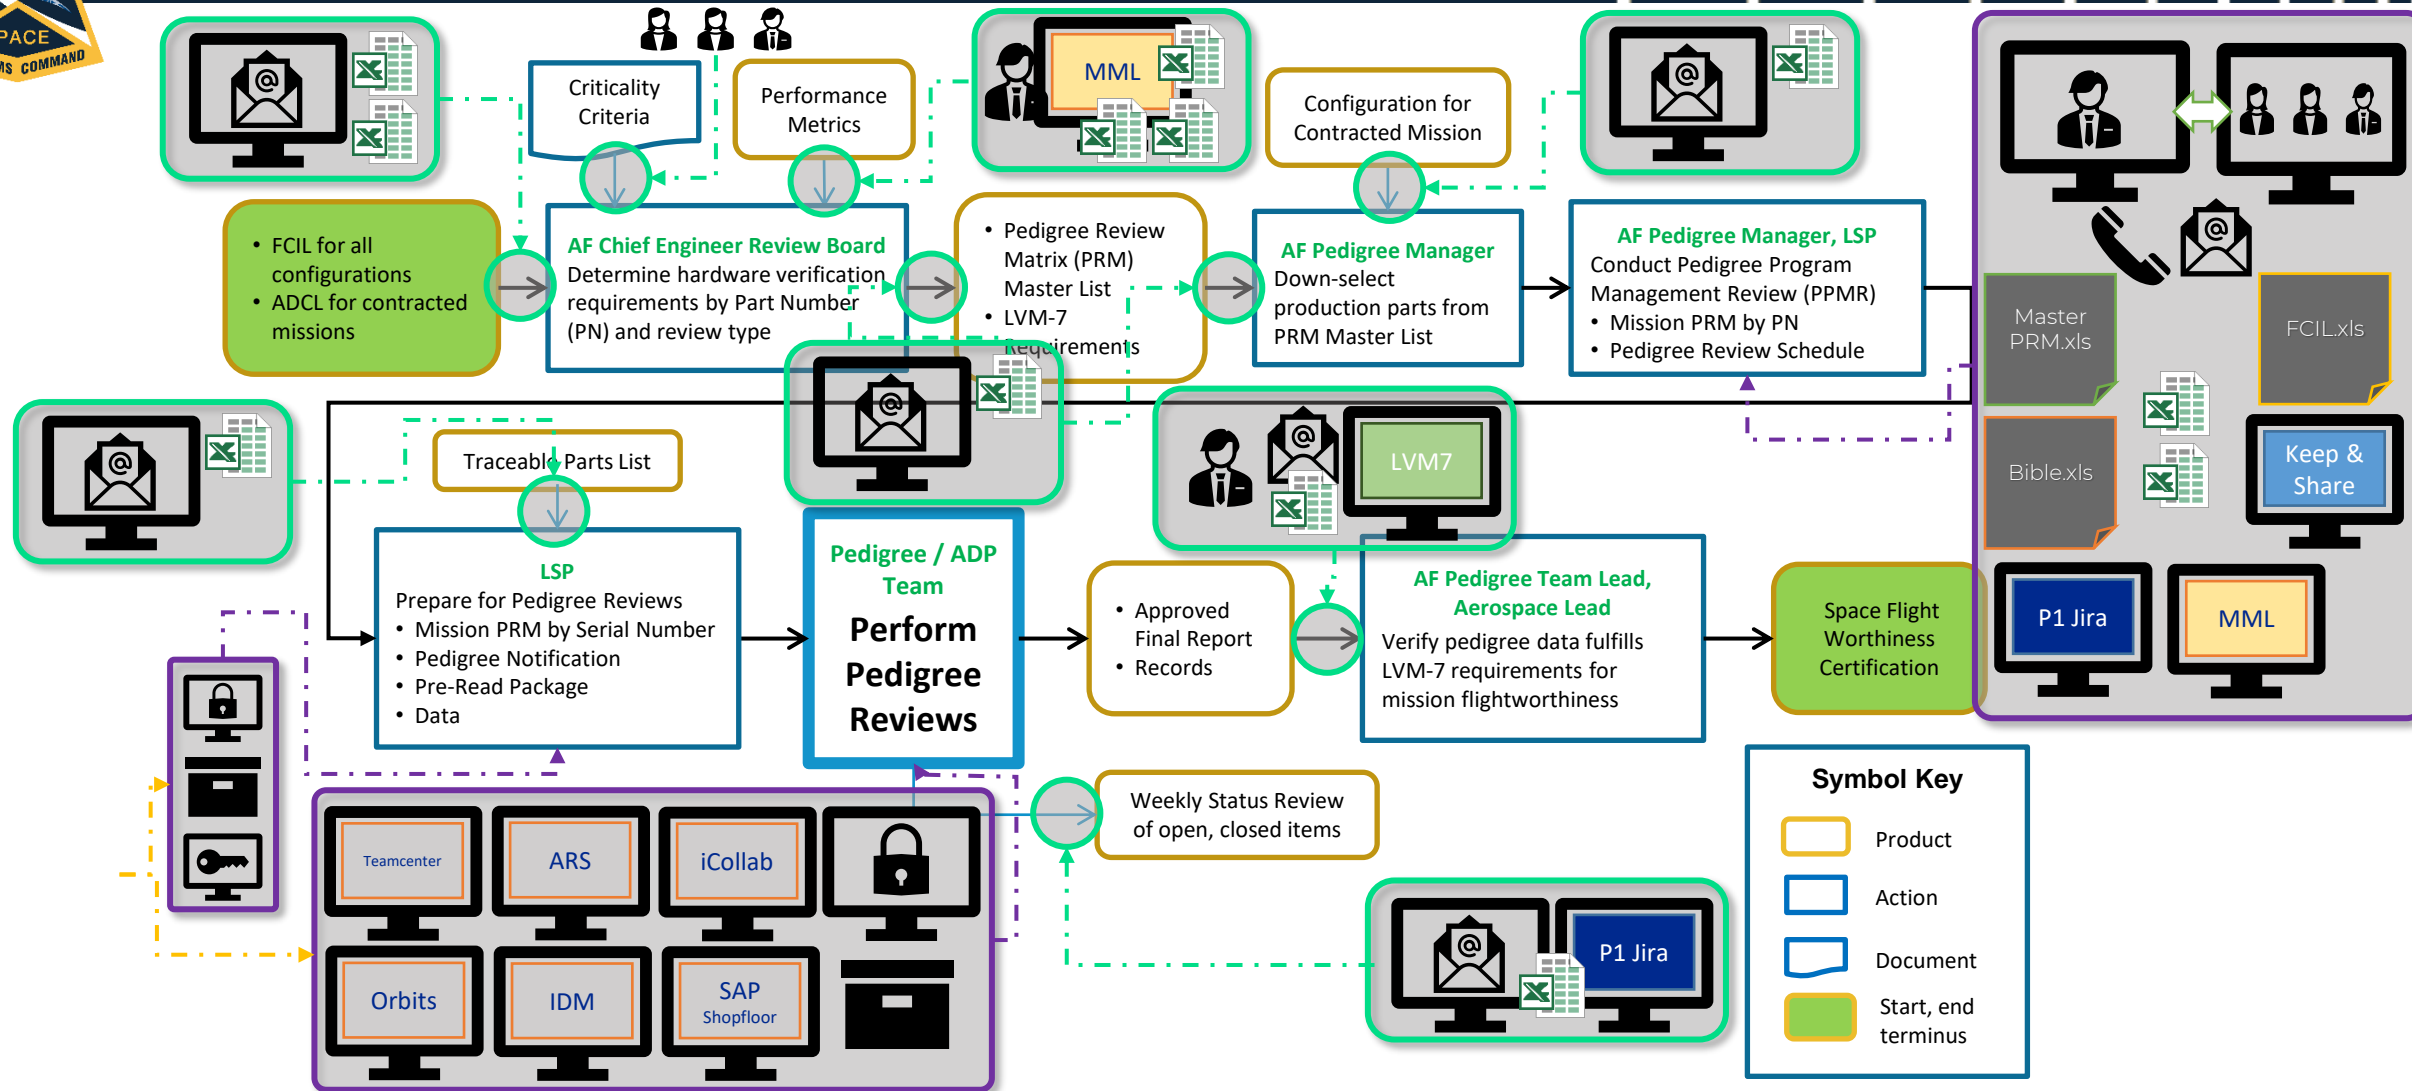 PACE
MS COMMAND
MML
Criticality
Criteria
Performance
Metrics
Configuration for
Contracted Mission
• FCIL for all
configurations
• ADCL for contracted
missions
AF Chief Engineer Review Board
Determine hardware verification
requirements by Part Number
(PN) and review type
• Pedigree Review
Matrix (PRM)
Master List
• LVM-7
Requirements
AF Pedigree Manager
Down-select
production parts from
PRM Master List
AF Pedigree Manager, LSP
Conduct Pedigree Program
Management Review (PPMR)
• Mission PRM by PN
• Pedigree Review Schedule
Master
PRM.xls
FCIL.xls
Bible.xls
Keep &
Share
P1 Jira
MML
Traceable Parts List
LVM7
LSP
Prepare for Pedigree Reviews
• Mission PRM by Serial Number
• Pedigree Notification
• Pre-Read Package
• Data
Pedigree / ADP
Team
Perform
Pedigree
Reviews
• Approved
Final Report
• Records
AF Pedigree Team Lead,
Aerospace Lead
Verify pedigree data fulfills
LVM-7 requirements for
mission flightworthiness
Space Flight
Worthiness
Certification
Weekly Status Review
of open, closed items
Teamcenter
ARS
iCollab
Orbits
IDM
SAP
Shopfloor
P1 Jira
Symbol Key
Product
Action
Document
Start, end
terminus